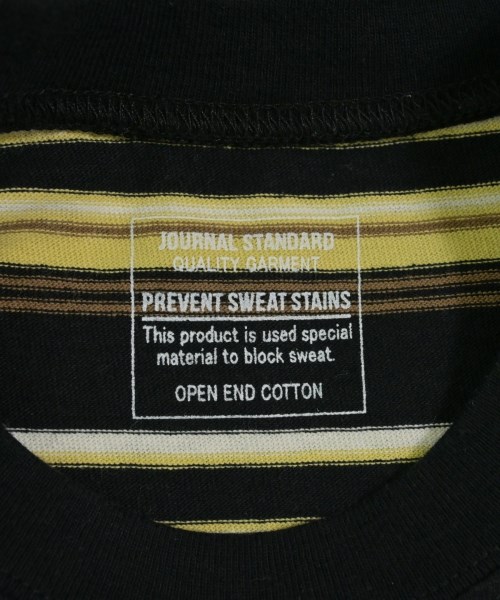 JOURNAL STANDARD
QUALITY GARMENT
PREVENT SWEAT STAINS
This product is used special
material to block sweat.
OPEN END COTTON